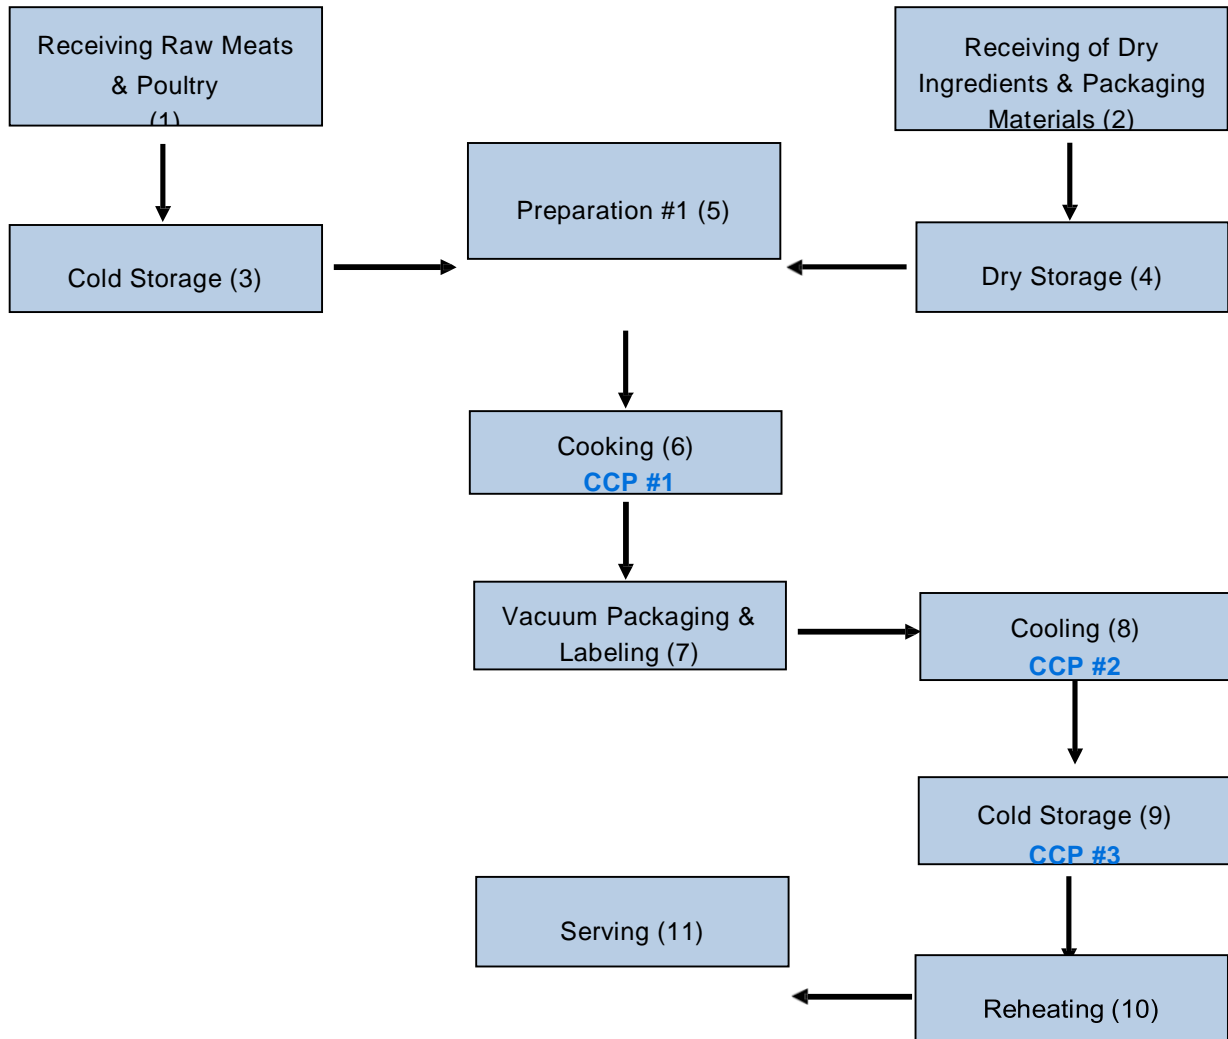 Receiving Raw Meats
& Poultry
(1)
Receiving of Dry
Ingredients & Packaging
Materials (2)
Preparation #1 (5)
Cold Storage (3)
Dry Storage (4)
Cooking (6)
CCP #1
Vacuum Packaging &
Labeling (7)
Cooling (8)
CCP #2
Cold Storage (9)
CCP #3
Serving (11)
Reheating (10)